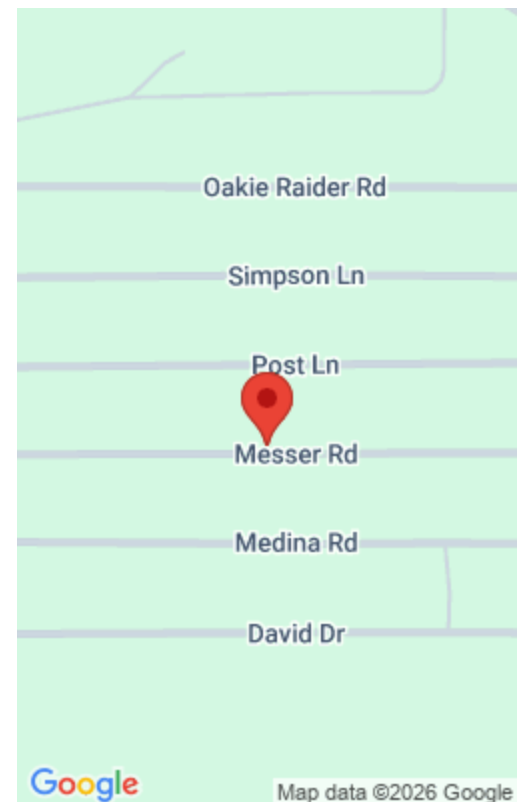 Oakie Raider Rd
Simpson Ln
Post Ln
Messer Rd
Medina Rd
David Dr
Google
Map data ©2026 Google